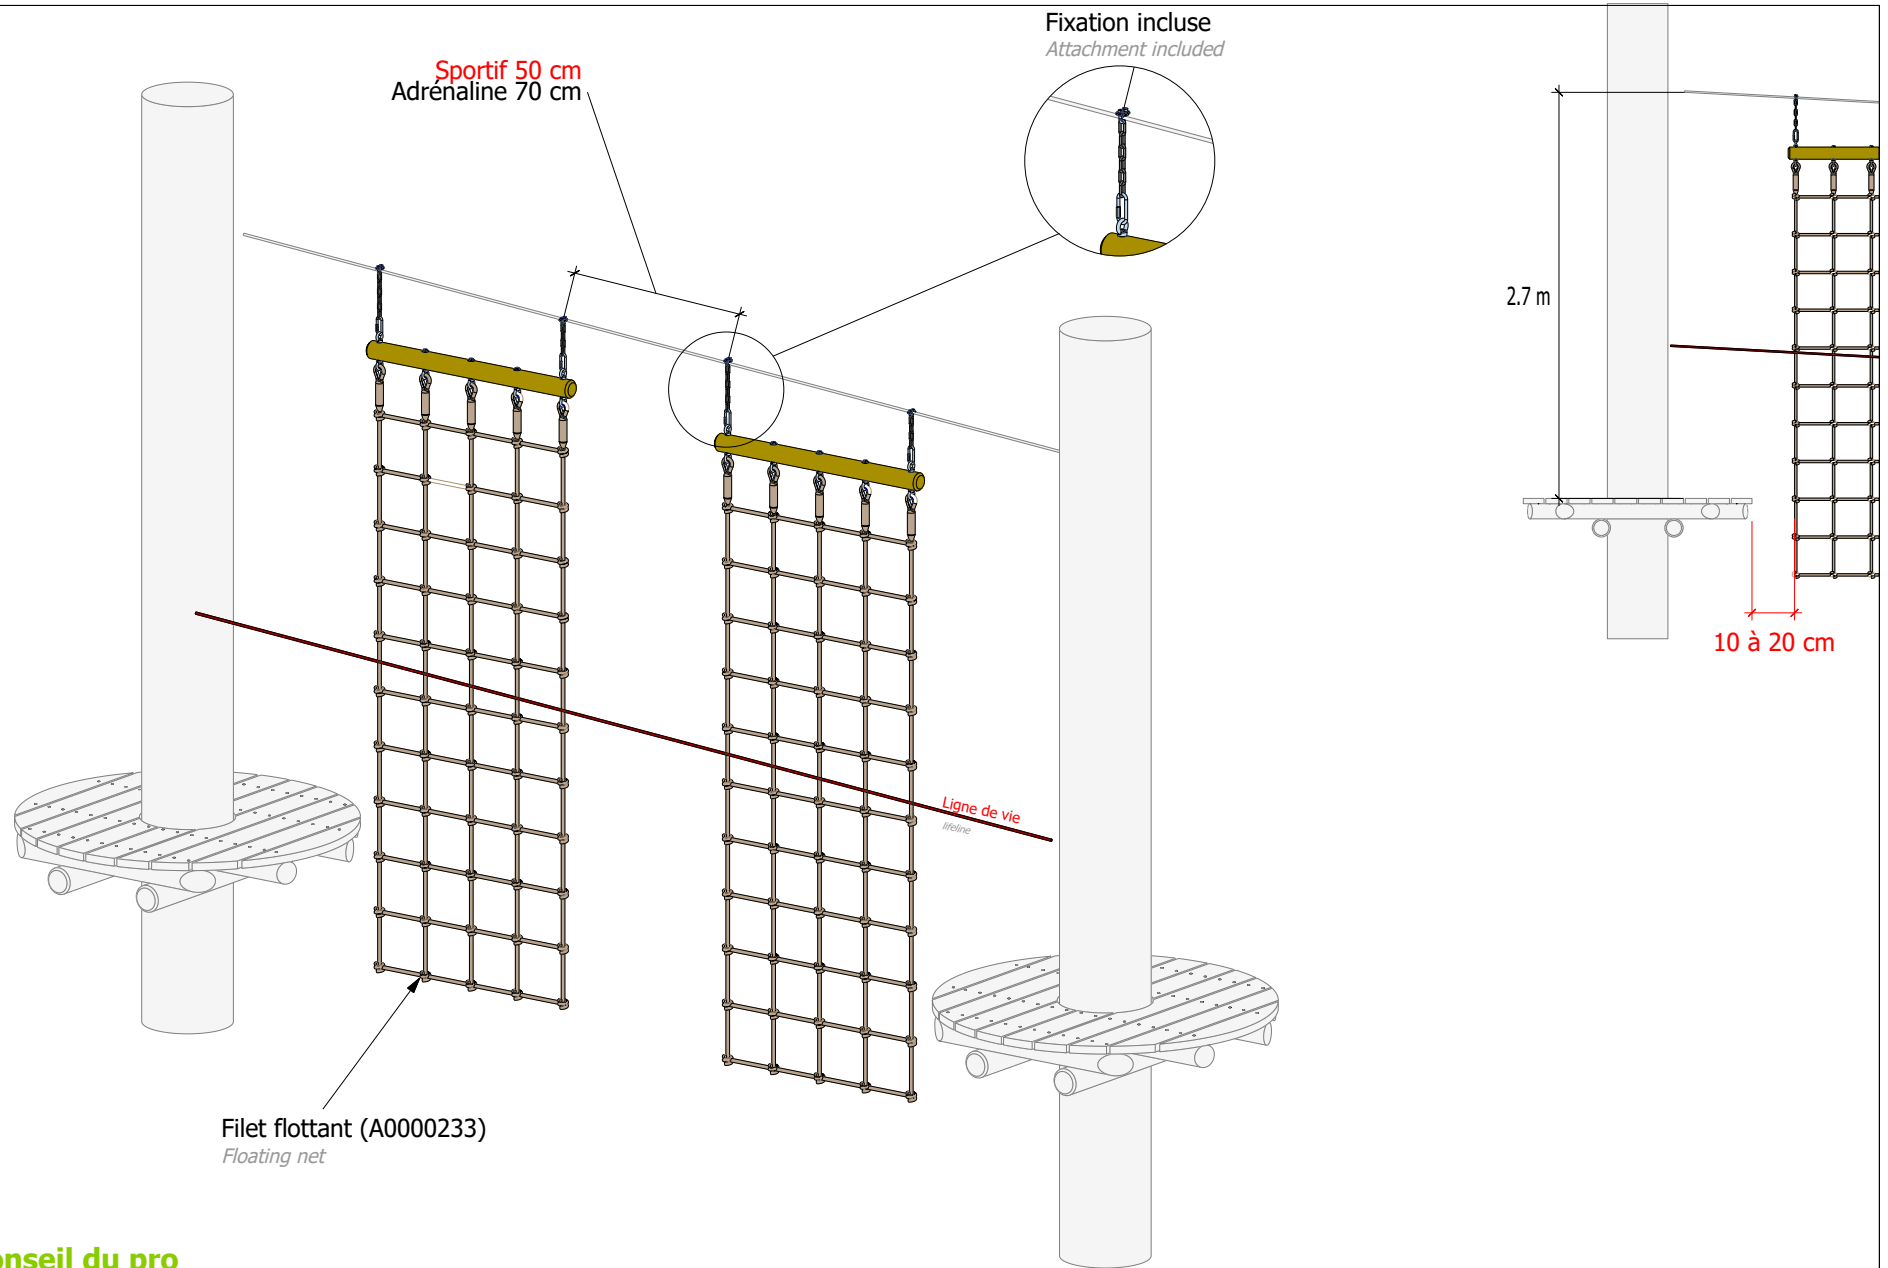 Fixation incluse
Attachment included
Sportif 50 cm
Adrénaline 70 cm
2.7 m
10 à 20 cm
Ligne de vie
lifeline
Filet flottant (A0000233)
Floating net
onseil du pro